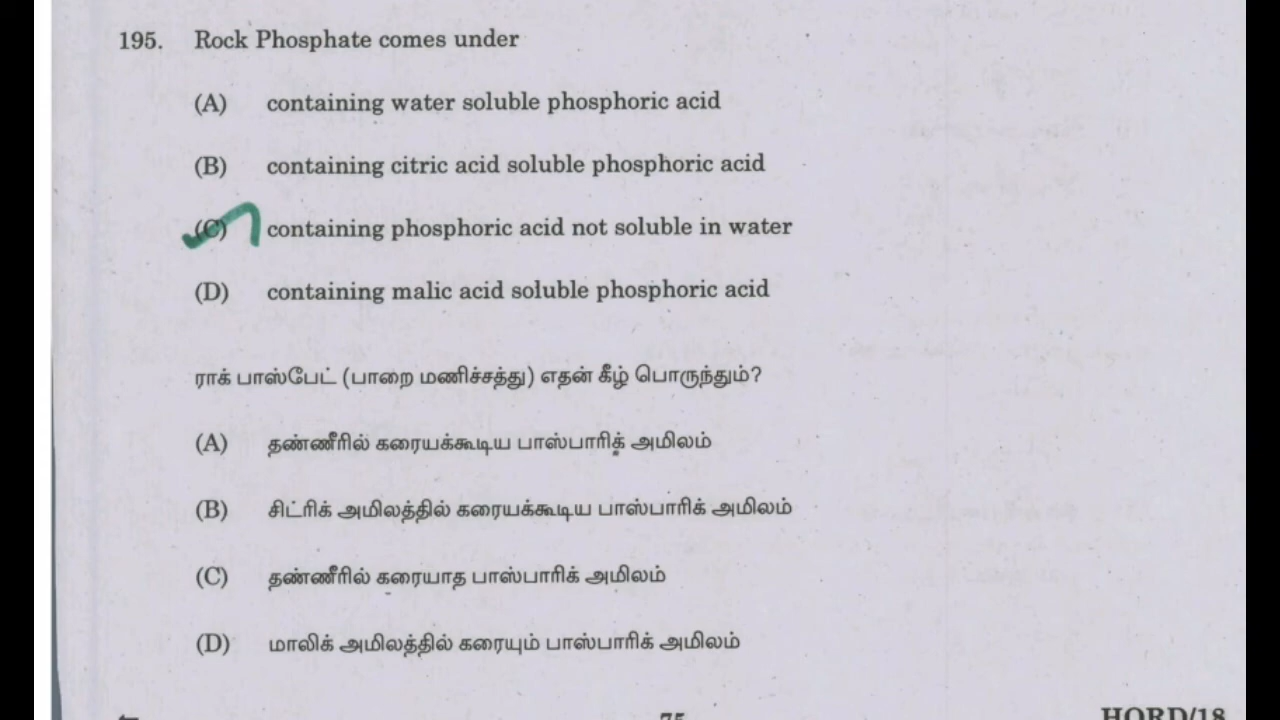 195. Rock Phosphate comes under
(A) containing water soluble phosphoric acid
(B) containing citric acid soluble phosphoric acid
(C) containing phosphoric acid not soluble in water
(D) containing malic acid soluble phosphoric acid
ராக் பாஸ்பேட் (பாறை மணிச்சத்து) எதன் கீழ் பொருந்தும்?
(A) தண்ணீரில் கரையக்கூடிய பாஸ்பாரிக் அமிலம்
(B) சிட்ரிக் அமிலத்தில் கரையக்கூடிய பாஸ்பாரிக் அமிலம்
(C) தண்ணீரில் கரையாத பாஸ்பாரிக் அமிலம்
(D) மாலிக் அமிலத்தில் கரையும் பாஸ்பாரிக் அமிலம்
75 HORD/18